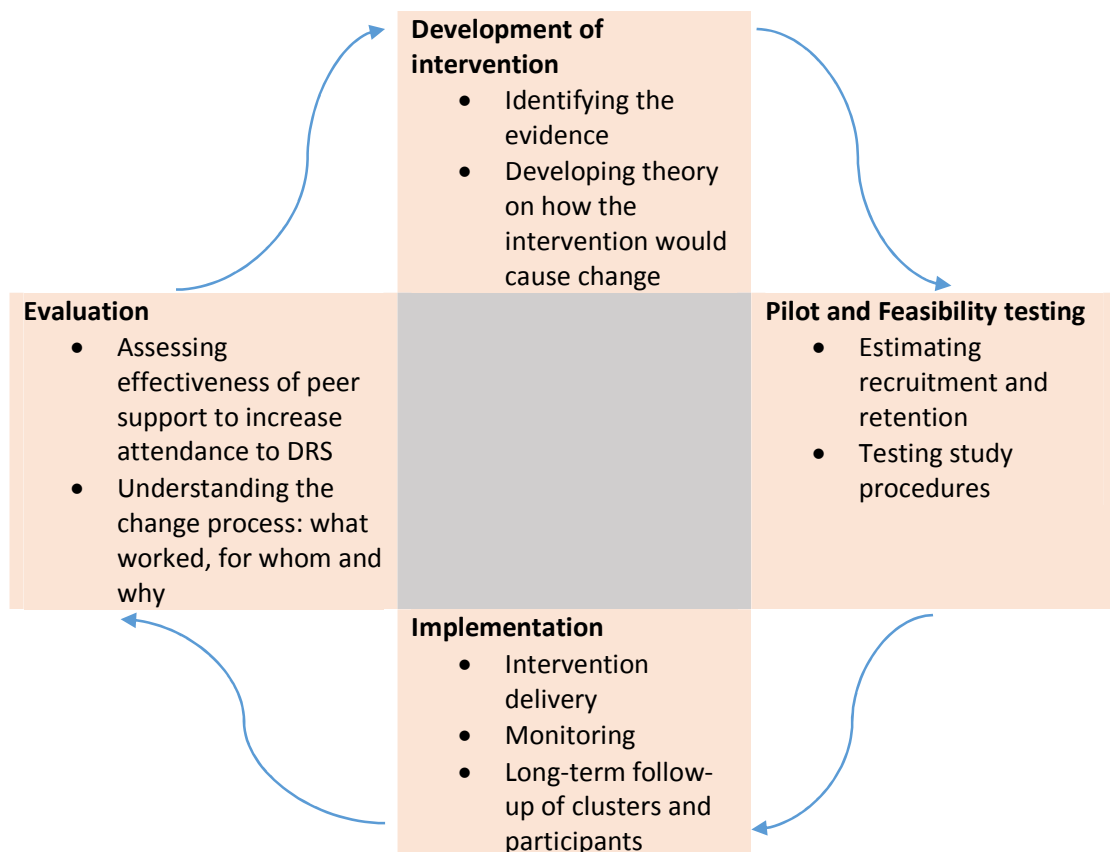 Development of
intervention
• Identifying the
evidence
• Developing theory
on how the
intervention would
cause change
Evaluation
• Assessing
effectiveness of peer
support to increase
attendance to DRS
• Understanding the
change process: what
worked, for whom and
why
Pilot and Feasibility testing
• Estimating
recruitment and
retention
• Testing study
procedures
Implementation
• Intervention
delivery
• Monitoring
• Long-term follow-
up of clusters and
participants